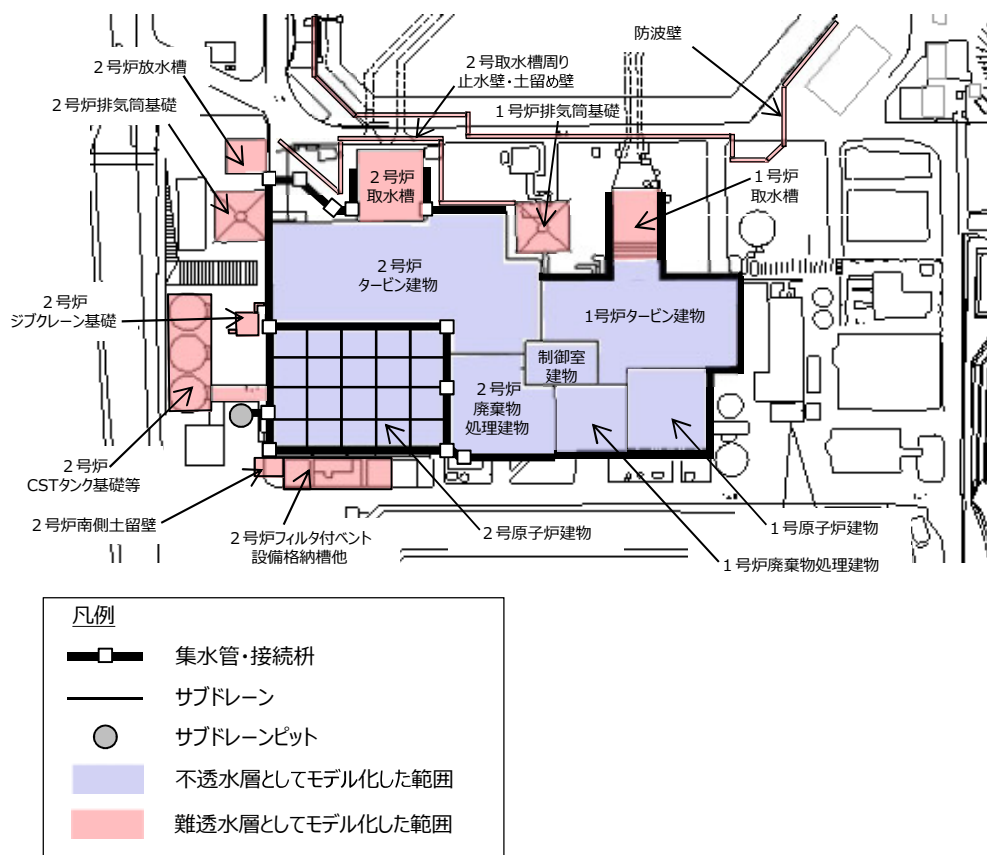 防波壁
2号炉放水槽
2号取水槽周り
止水壁・土留め壁
2号炉排気筒基礎
1号炉排気筒基礎
2号炉
取水槽
1号炉
取水槽
2号炉
タービン建物
2号炉
ジブクレーン基礎
1号炉タービン建物
制御室
建物
2号炉
廃棄物
処理建物
2号炉
CSTタンク基礎等
2号炉南側土留壁
2号炉フィルタ付ベント
設備格納槽他
2号原子炉建物
1号原子炉建物
1号炉廃棄物処理建物
凡例
集水管・接続枡
サブドレーン
サブドレーンピット
不透水層としてモデル化した範囲
難透水層としてモデル化した範囲